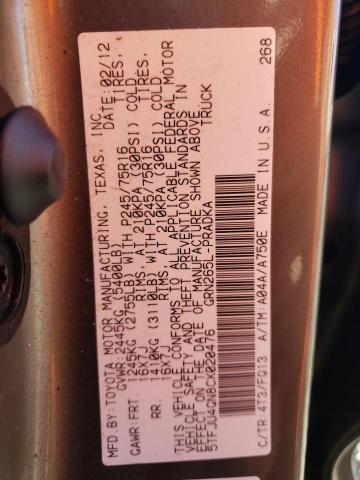 MFD.BY:TOYOTA MOTOR MANUFACTURING, TEXAS, INC. DATE:02/12
GVWR:2445KG (5400LB)
GAWR:FRT. 1245KG (2755LB) WITH P245/75R16 TIRES,
16X7J RIMS, AT 210KPA (30PSI) COLD
RR. 1410KG (3110LB) WITH P245/75R16 TIRES,
16X7J RIMS, AT 210KPA (30PSI) COLD
THIS VEHICLE CONFORMS TO ALL APPLICABLE FEDERAL MOTOR
VEHICLE SAFETY AND THEFT PREVENTION STANDARDS IN
EFFECT ON THE DATE OF MANUFACTURE SHOWN ABOVE
5TFJU4GN8CX020476 TRUCK
GRN265L-PRADKA
C/TR:4T3/FQ13 A/TM:A04A/A750E MADE IN U.S.A. 268